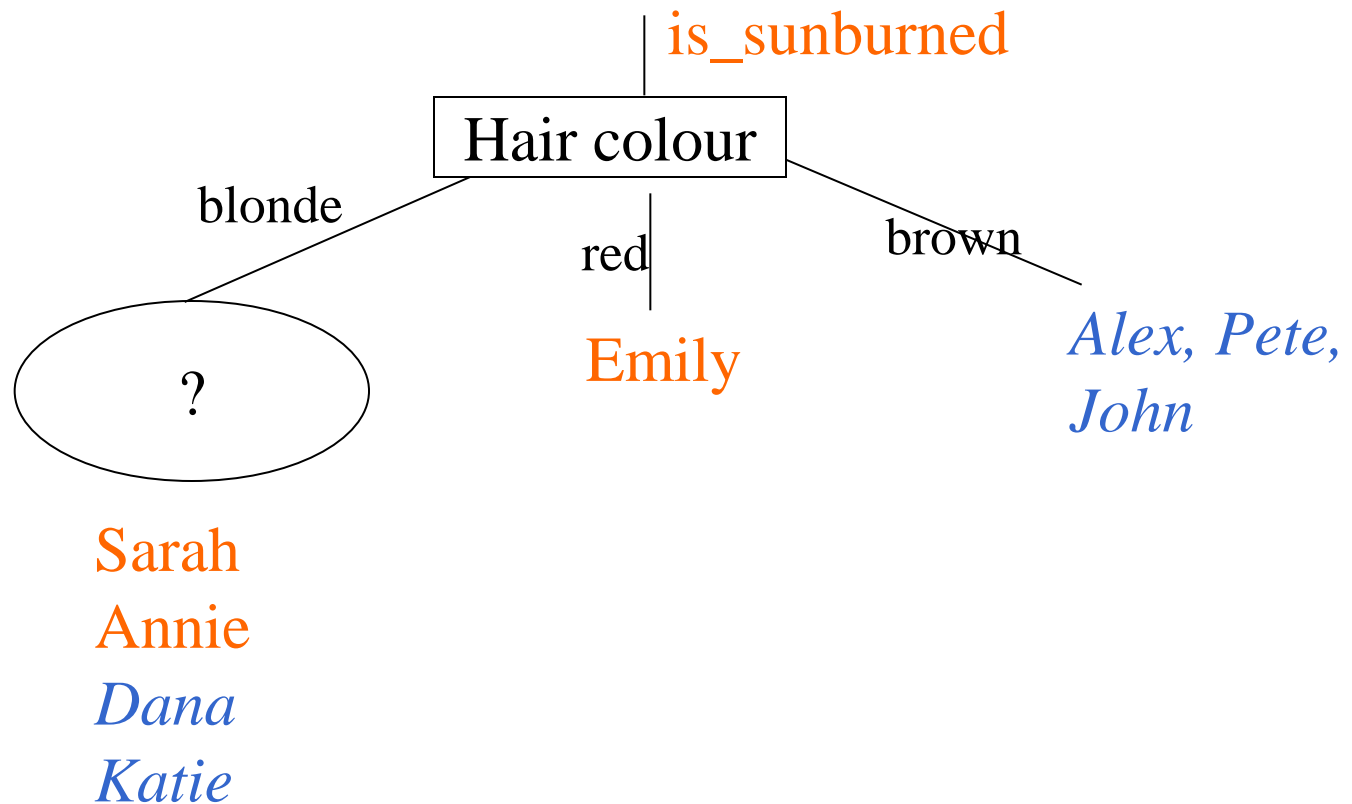 is_sunburned
Hair colour
blonde
red
brown
?
Emily
Alex, Pete,
John
Sarah
Annie
Dana
Katie